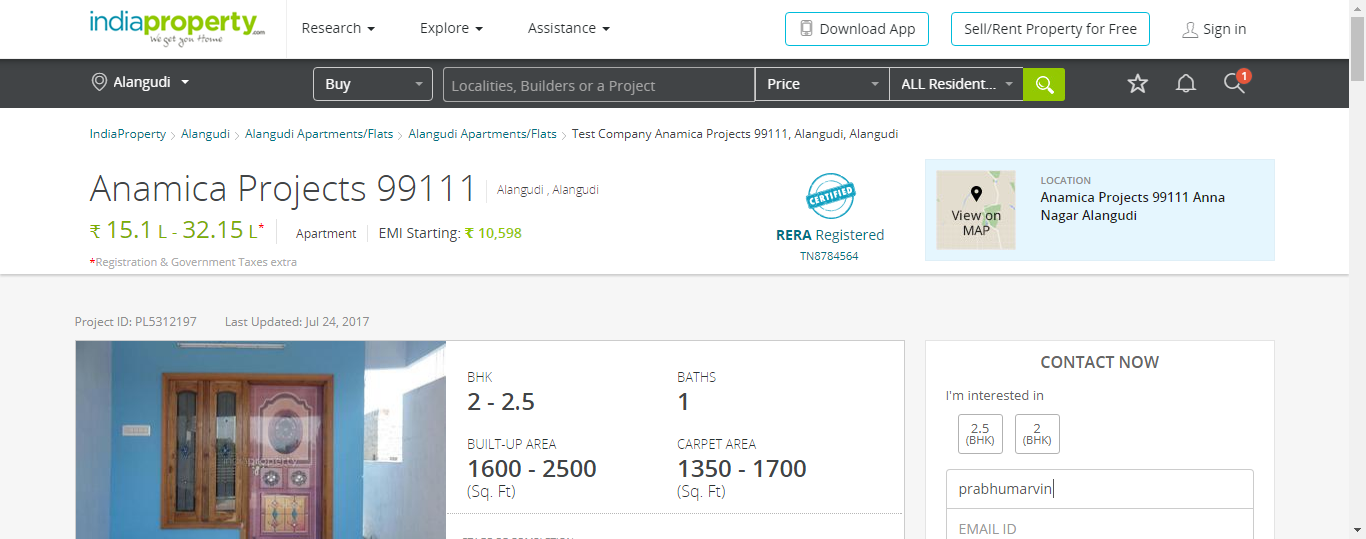 indiaproperty.com
We get you Home
Research
Explore
Assistance
Download App
Sell/Rent Property for Free
Sign in
Alangudi
Buy
Localities, Builders or a Project
Price
ALL Resident...
1
IndiaProperty > Alangudi > Alangudi Apartments/Flats > Alangudi Apartments/Flats > Test Company Anamica Projects 99111, Alangudi, Alangudi
Anamica Projects 99111
Alangudi , Alangudi
₹ 15.1 L - 32.15 L*
Apartment
EMI Starting: ₹ 10,598
*Registration & Government Taxes extra
CERTIFIED
RERA Registered
TN8784564
View on
MAP
LOCATION
Anamica Projects 99111 Anna
Nagar Alangudi
Project ID: PL5312197
Last Updated: Jul 24, 2017
indiaproperty
BHK
2 - 2.5
BATHS
1
BUILT-UP AREA
1600 - 2500
(Sq. Ft)
CARPET AREA
1350 - 1700
(Sq. Ft)
CONTACT NOW
I'm interested in
2.5
(BHK)
2
(BHK)
prabhumarvin
EMAIL ID